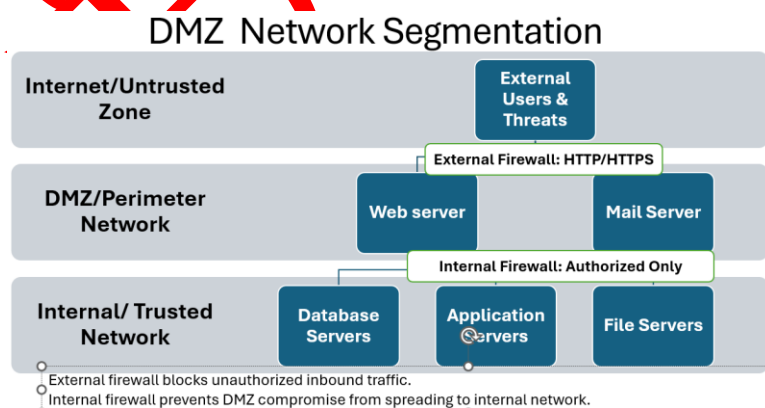 DMZ Network Segmentation
Internet/Untrusted
Zone
External
Users &
Threats
External Firewall: HTTP/HTTPS
DMZ/Perimeter
Network
Web server
Mail Server
Internal Firewall: Authorized Only
Internal/ Trusted
Network
Database
Servers
Application
Servers
File Servers
External firewall blocks unauthorized inbound traffic.
Internal firewall prevents DMZ compromise from spreading to internal network.